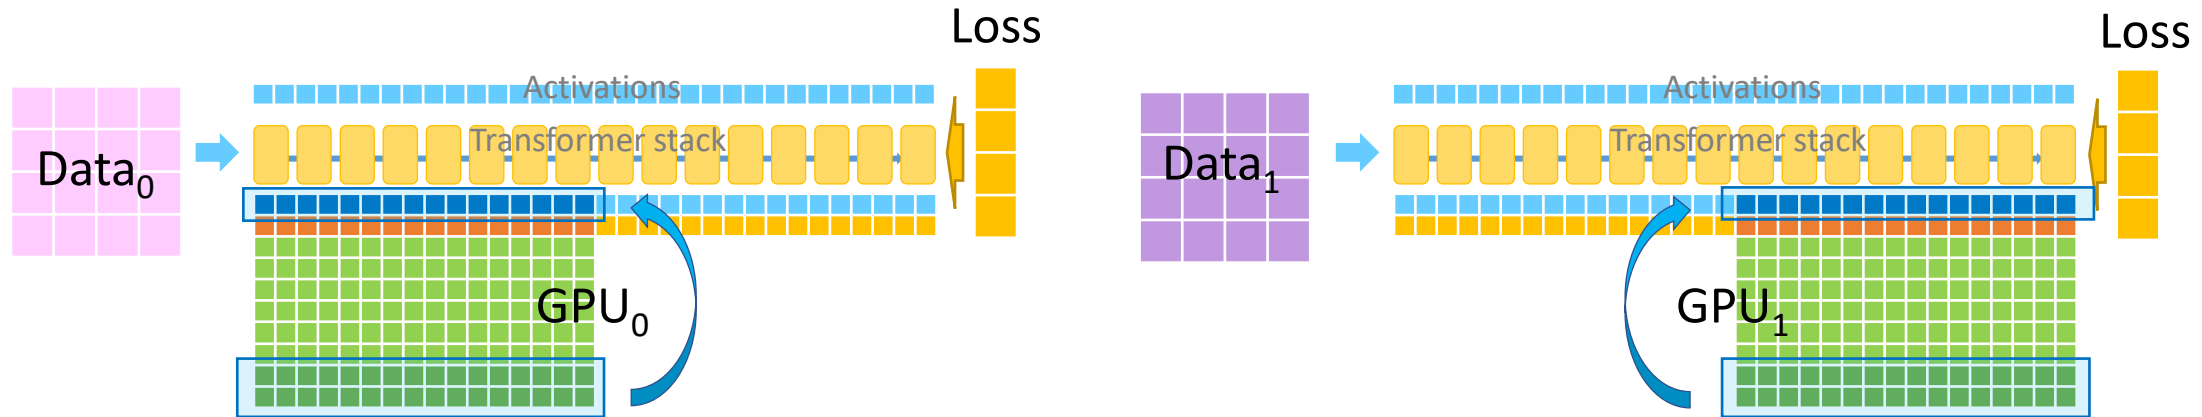 Loss
Activations
Transformer stack
Data₀
GPU₀
Loss
Activations
Transformer stack
Data₁
GPU₁